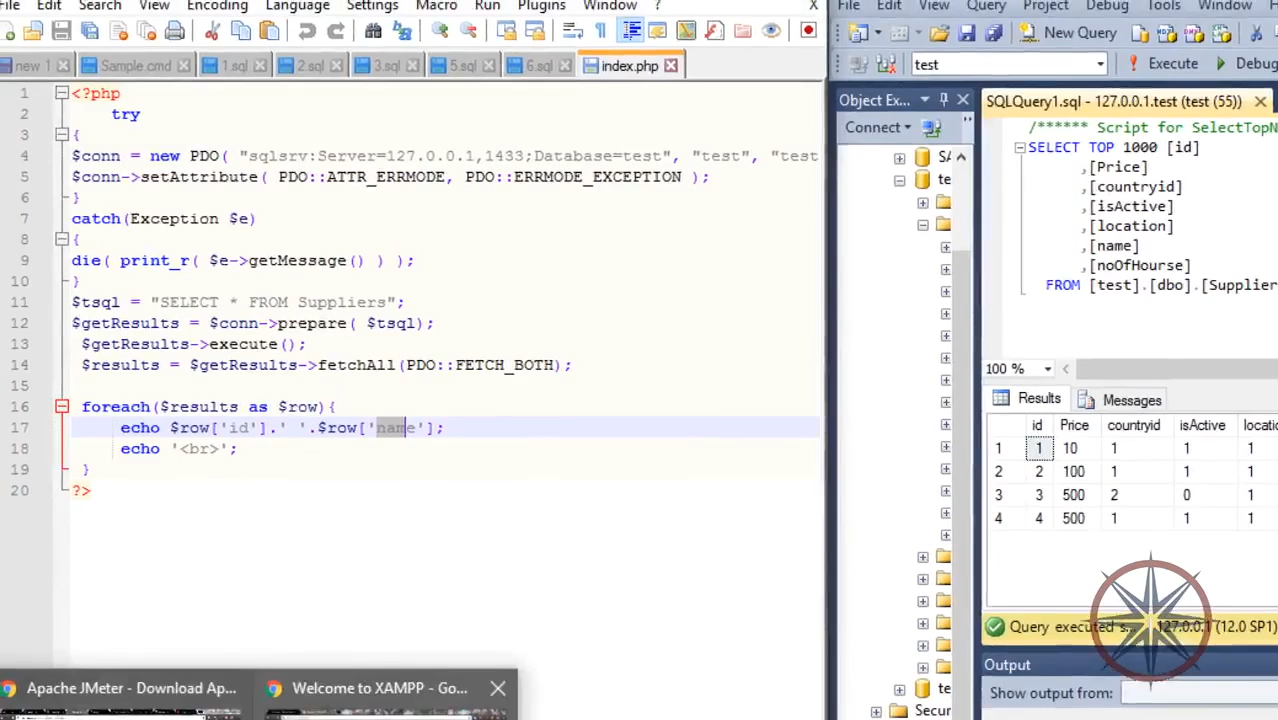 File Edit Search View Encoding Language Settings Macro Run Plugins Window ? X
new 1 Sample.cmd 1.sql 2.sql 3.sql 5.sql 6.sql index.php
1 <?php
2 try
3 {
4 $conn = new PDO( "sqlsrv:Server=127.0.0.1,1433;Database=test", "test", "test
5 $conn->setAttribute( PDO::ATTR_ERRMODE, PDO::ERRMODE_EXCEPTION );
6 }
7 catch(Exception $e)
8 {
9 die( print_r( $e->getMessage() ) );
10 }
11 $tsql = "SELECT * FROM Suppliers";
12 $getResults = $conn->prepare( $tsql);
13 $getResults->execute();
14 $results = $getResults->fetchAll(PDO::FETCH_BOTH);
15
16 foreach($results as $row){
17 echo $row['id'].' '.$row['name'];
18 echo '<br>';
19 }
20 ?>
Apache JMeter - Download Ap... Welcome to XAMPP - Go...
File Edit View Query Project Debug Tools Window
New Query
test Execute Debug
Object Ex...
Connect
SA
te
te
Secur
SQLQuery1.sql - 127.0.0.1.test (test (55))
/****** Script for SelectTopN
SELECT TOP 1000 [id]
,[Price]
,[countryid]
,[isActive]
,[location]
,[name]
,[noOfHourse]
FROM [test].[dbo].[Supplier
100 %
Results Messages
id Price countryid isActive locatio
1 1 10 1 1 1
2 2 100 1 1 1
3 3 500 2 0 1
4 4 500 1 1 1
Query executed s... 127.0.0.1 (12.0 SP1)
Output
Show output from: